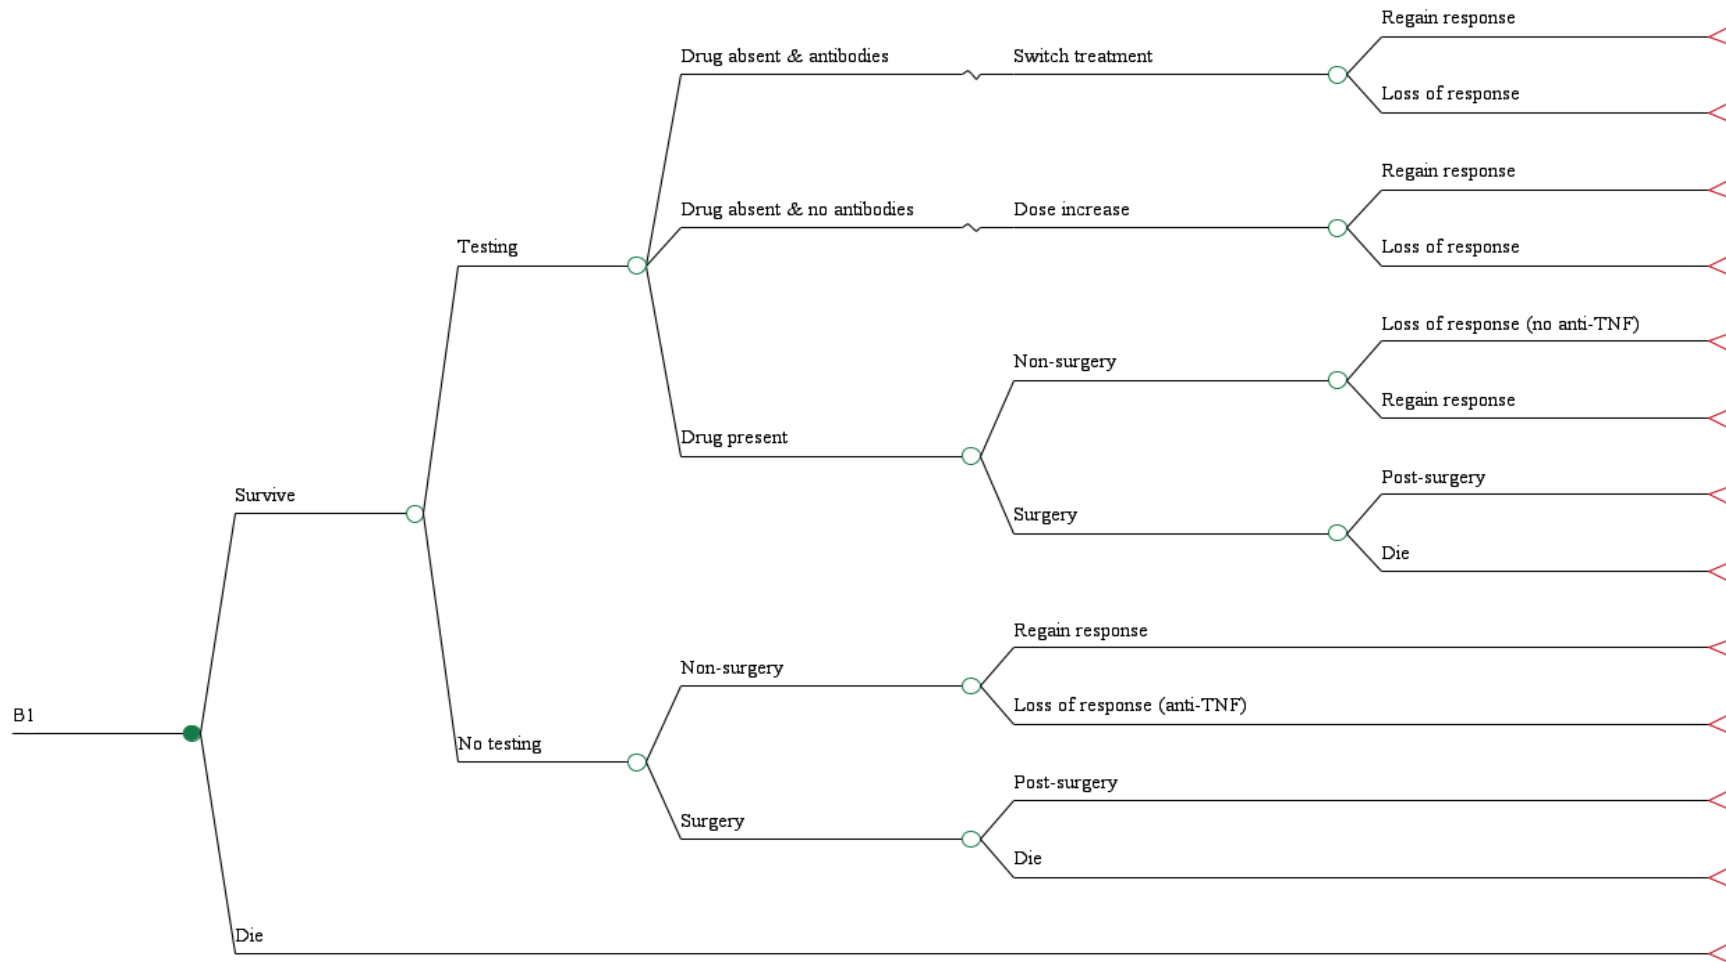 Regain response
Drug absent & antibodies
Switch treatment
Loss of response
Regain response
Drug absent & no antibodies
Dose increase
Testing
Loss of response
Loss of response (no anti-TNF)
Non-surgery
Regain response
Drug present
Post-surgery
Survive
Surgery
Die
Regain response
Non-surgery
Loss of response (anti-TNF)
B1
No testing
Post-surgery
Surgery
Die
Die